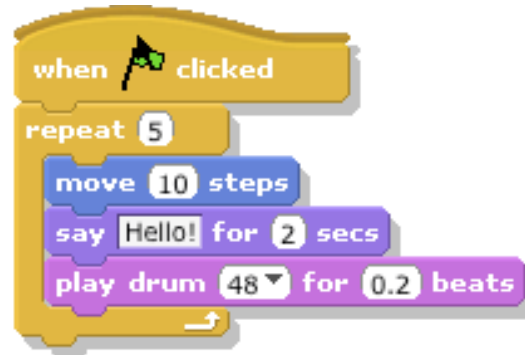 when clicked
repeat 5
move 10 steps
say Hello! for 2 secs
play drum 48 for 0.2 beats